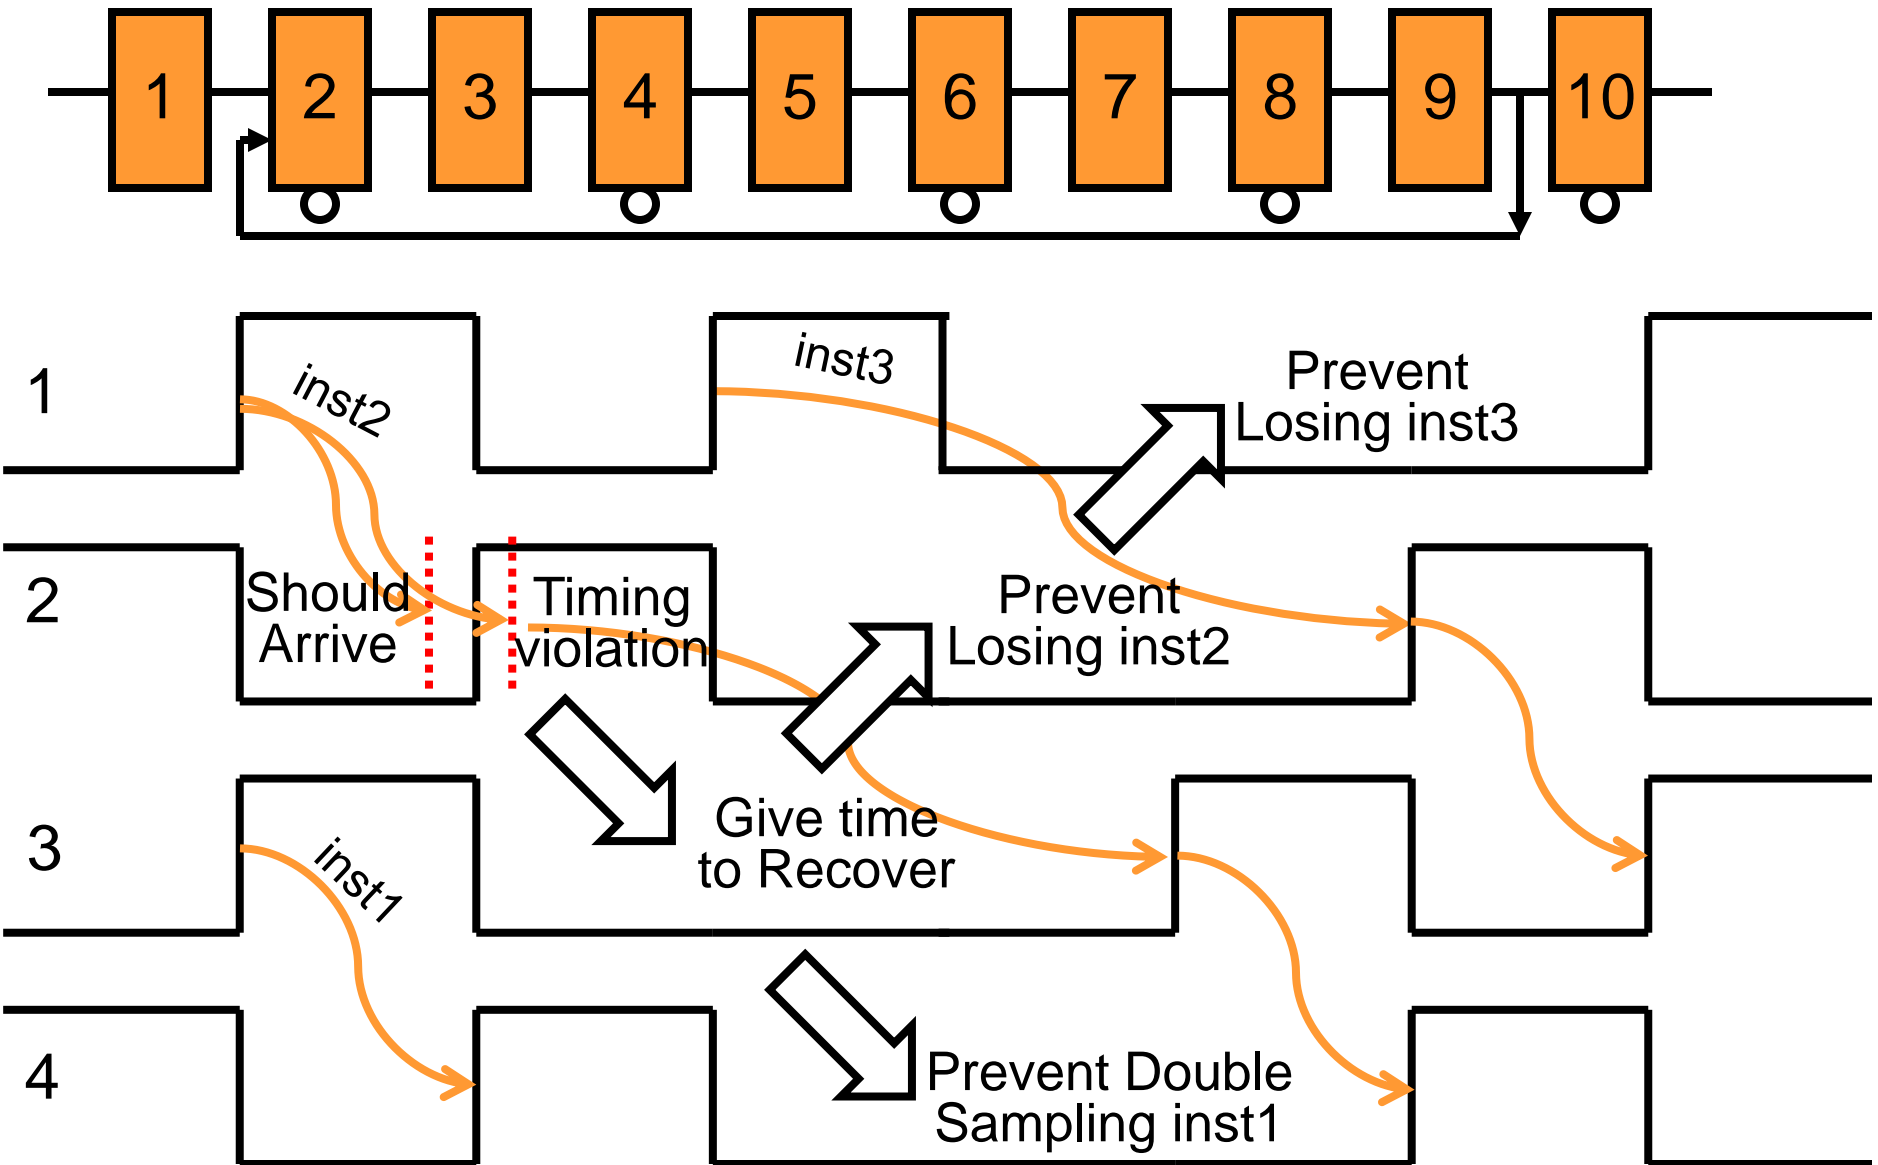 1 2 3 4 5 6 7 8 9 10
1
inst2
inst3
Prevent
Losing inst3
2
Should
Arrive
Timing
violation
Prevent
Losing inst2
3
inst1
Give time
to Recover
4
Prevent Double
Sampling inst1